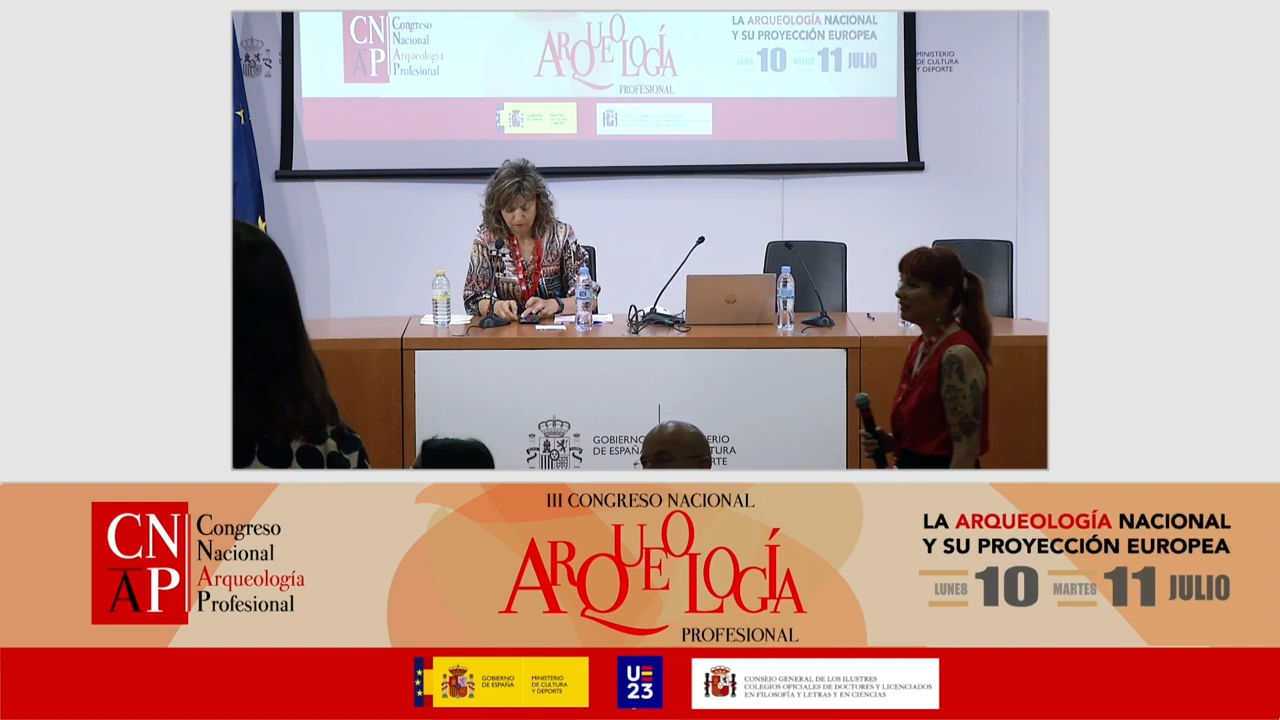 CN
AP
Congreso
Nacional
Arqueología
Profesional
ARQUEOLOGÍA
PROFESIONAL
LA ARQUEOLOGÍA NACIONAL
Y SU PROYECCIÓN EUROPEA
LUNES 10 MARTES 11 JULIO
MINISTERIO
DE CULTURA
Y DEPORTE
GOBIERNO
DE ESPAÑA
CN
AP
Congreso
Nacional
Arqueología
Profesional
III CONGRESO NACIONAL
ARQUEOLOGÍA
PROFESIONAL
LA ARQUEOLOGÍA NACIONAL
Y SU PROYECCIÓN EUROPEA
LUNES 10 MARTES 11 JULIO
GOBIERNO
DE ESPAÑA
MINISTERIO
DE CULTURA
Y DEPORTE
UE
23
CONSEJO GENERAL DE LOS ILUSTRES
COLEGIOS OFICIALES DE DOCTORES Y LICENCIADOS
EN FILOSOFÍA Y LETRAS Y EN CIENCIAS